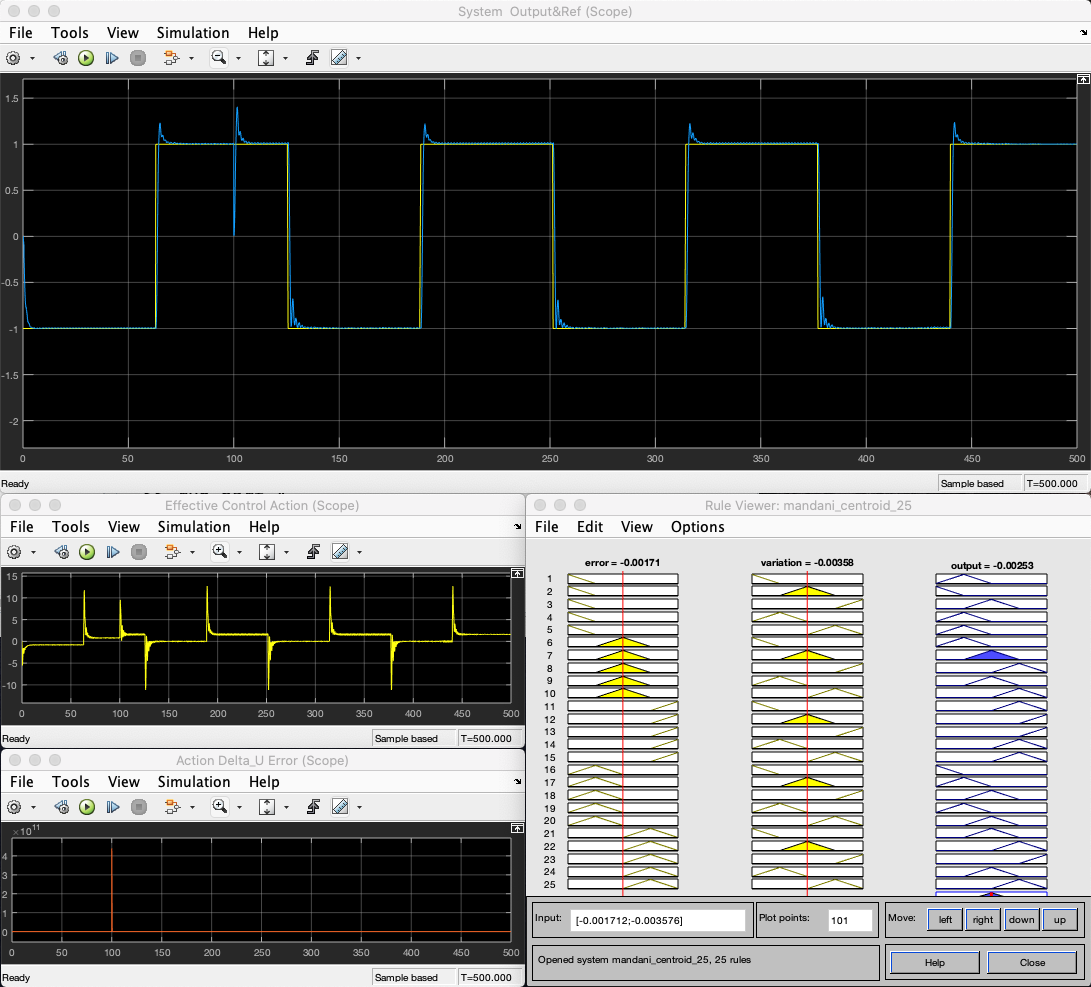 System Output&Ref (Scope)
File Tools View Simulation Help
1.5
1
0.5
0
-0.5
-1
-1.5
-2
0 50 100 150 200 250 300 350 400 450 500
Ready Sample based T=500.000
Effective Control Action (Scope)
File Tools View Simulation Help
15
10
5
0
-5
-10
0 50 100 150 200 250 300 350 400 450 500
Ready Sample based T=500.000
Action Delta_U Error (Scope)
File Tools View Simulation Help
×10^11
4
3
2
1
0
0 50 100 150 200 250 300 350 400 450 500
Ready Sample based T=500.000
Rule Viewer: mandani_centroid_25
File Edit View Options
error = -0.00171 variation = -0.00358 output = -0.00253
1
2
3
4
5
6
7
8
9
10
11
12
13
14
15
16
17
18
19
20
21
22
23
24
25
Input: [-0.001712;-0.003576] Plot points: 101 Move: left right down up
Opened system mandani_centroid_25, 25 rules Help Close